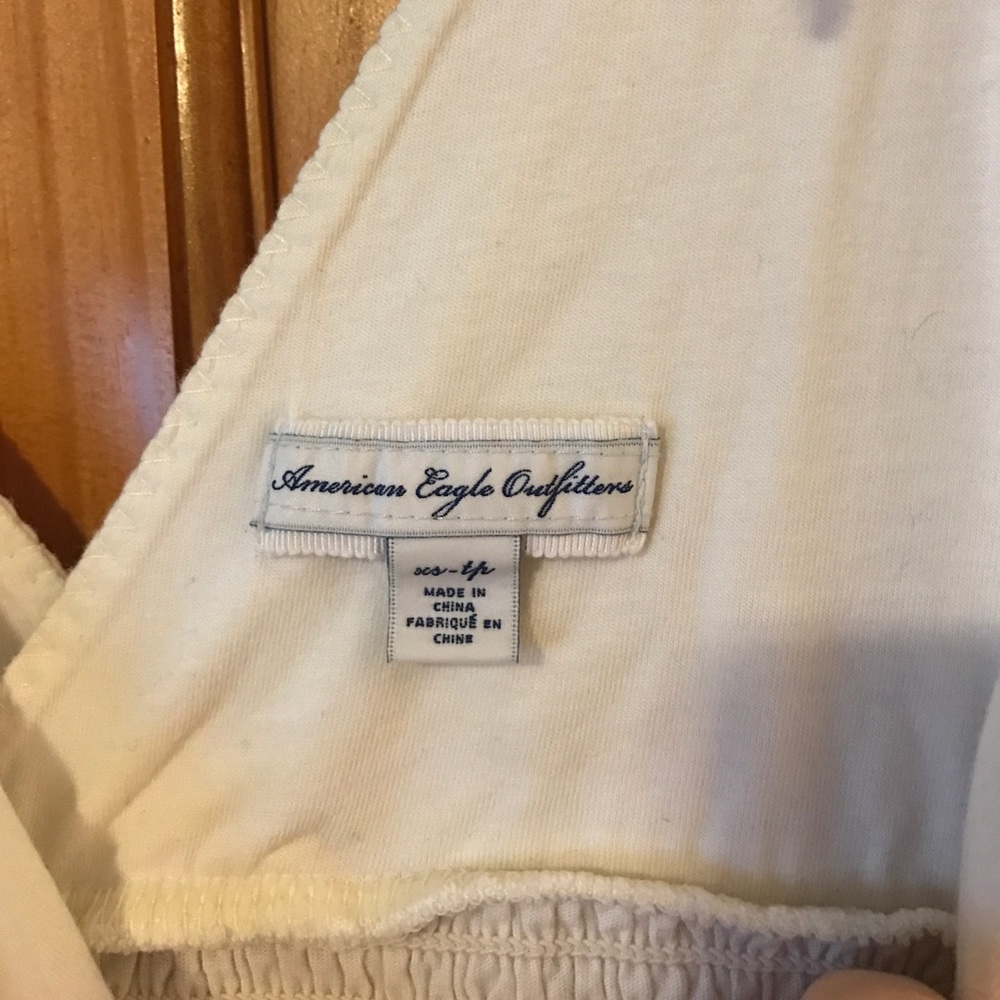 American Eagle Outfitters
xs-tp
MADE IN
CHINA
FABRIQUÉ EN
CHINE